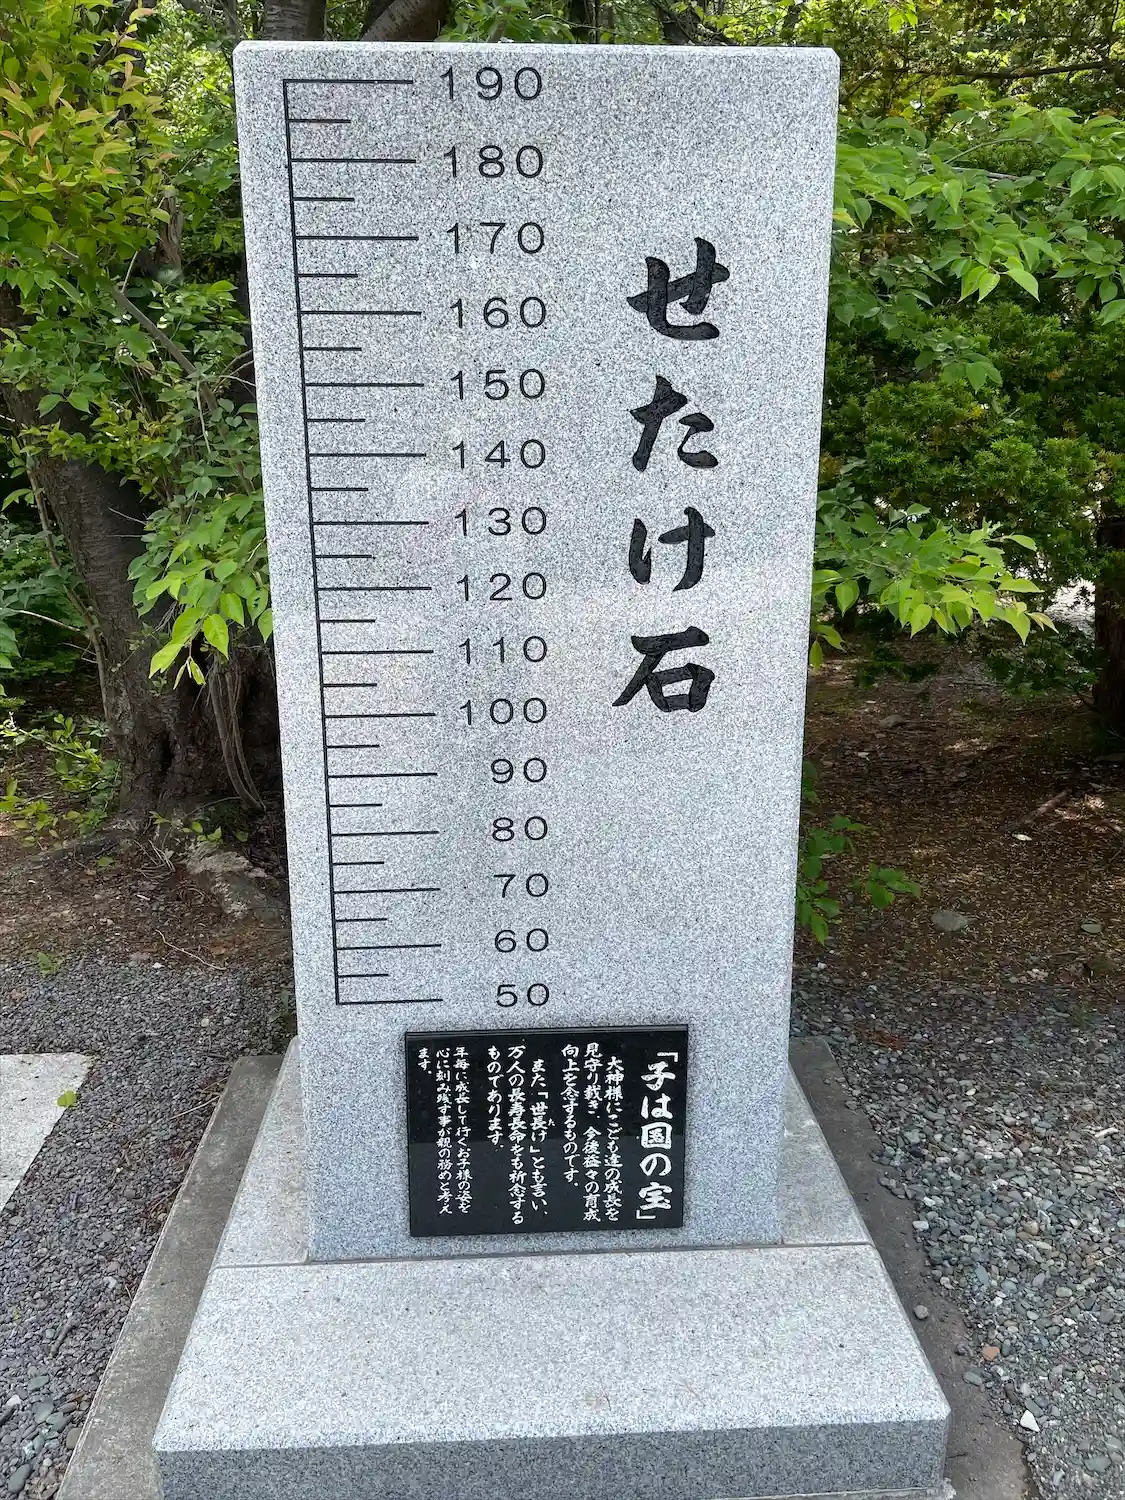 190
180
170
160
150
140
130
120
110
100
90
80
70
60
50
せたけ石
「子は国の宝」
大神様にこども達の成長を
見守り戴き、今後益々の育成
向上を念ずるものです。
また「世長け」とも言い、
た
万人の長寿長命をも祈念する
ものであります。
年毎に成長して行くお子様の姿を
心に刻み残す事が親の務めと考え
ます。